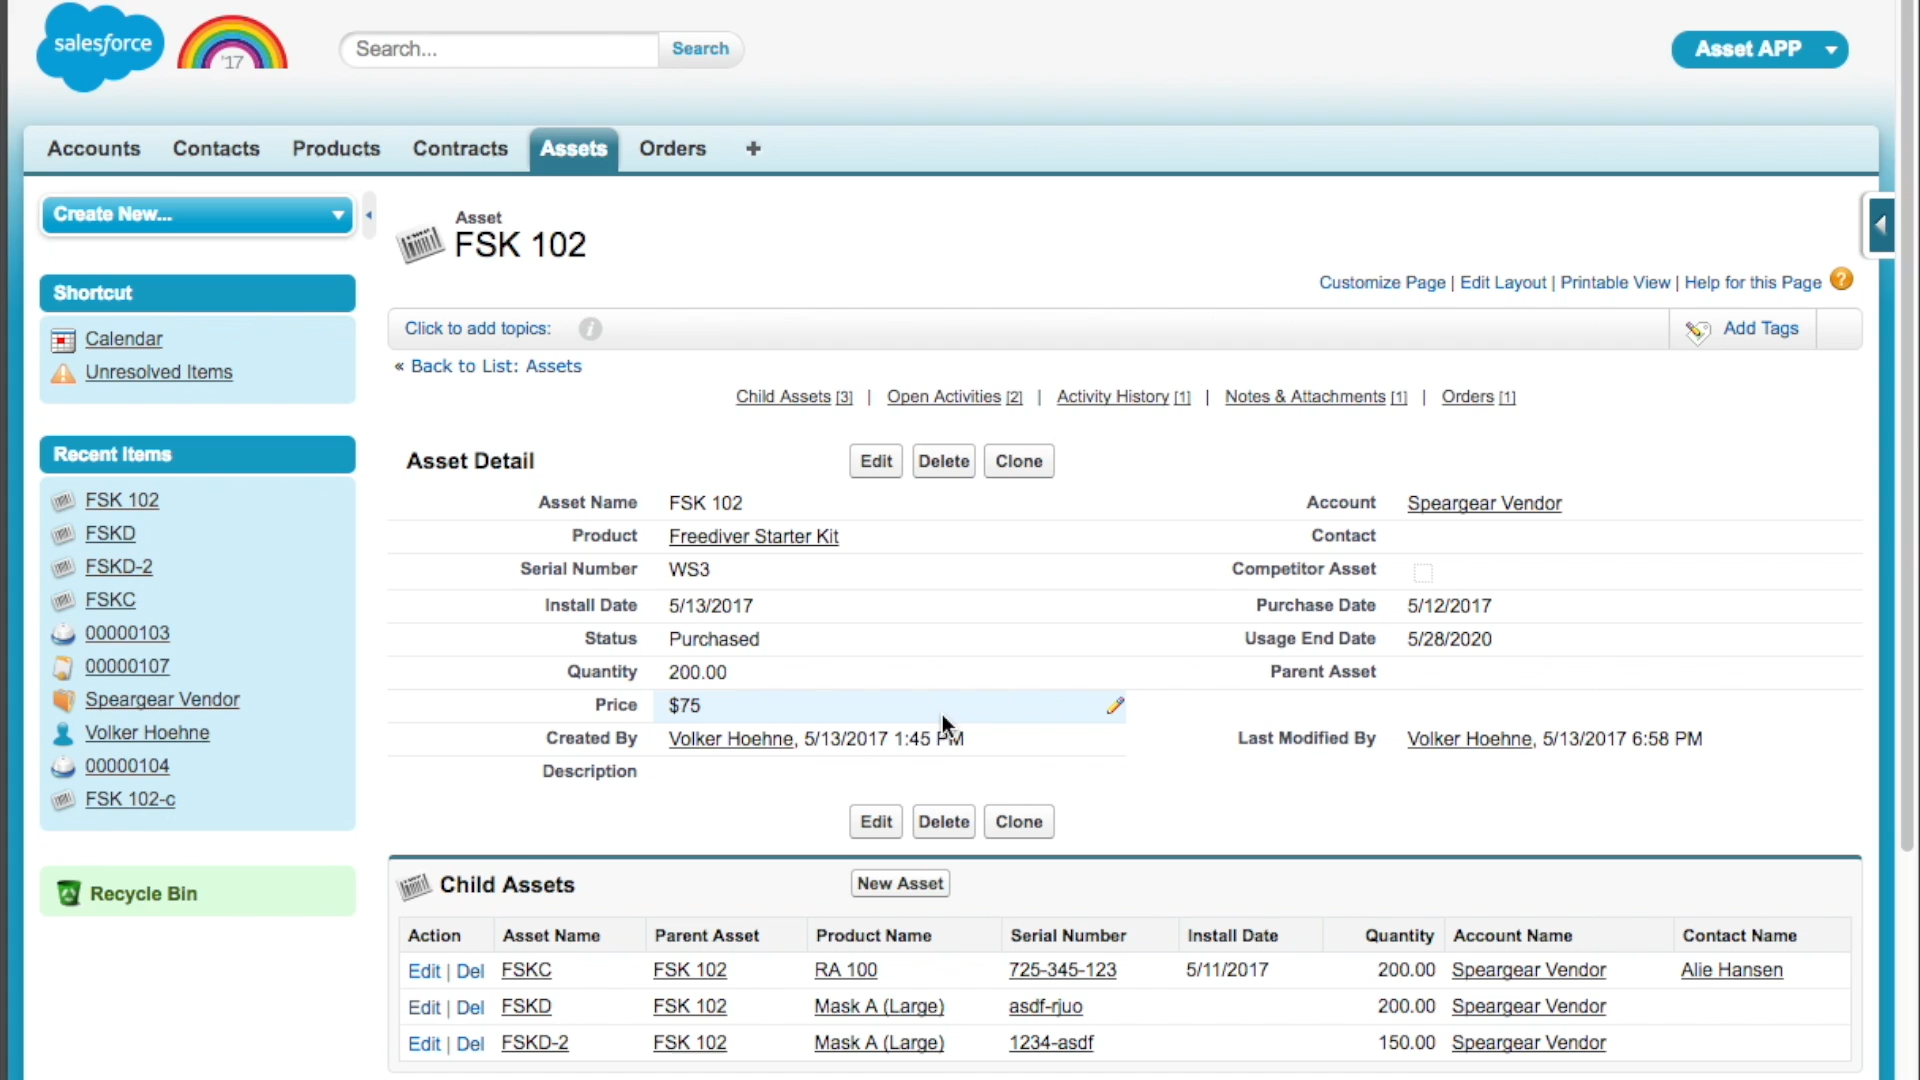 salesforce
'17
Search...
Search
Asset APP
Accounts Contacts Products Contracts Assets Orders +
Create New...
Shortcut
Calendar
Unresolved Items
Recent Items
FSK 102
FSKD
FSKD-2
FSKC
00000103
00000107
Speargear Vendor
Volker Hoehne
00000104
FSK 102-c
Recycle Bin
Asset
FSK 102
Customize Page | Edit Layout | Printable View | Help for this Page ?
Click to add topics: i
Add Tags
« Back to List: Assets
Child Assets [3] | Open Activities [2] | Activity History [1] | Notes & Attachments [1] | Orders [1]
Asset Detail Edit Delete Clone
Asset Name FSK 102 Account Speargear Vendor
Product Freediver Starter Kit Contact
Serial Number WS3 Competitor Asset
Install Date 5/13/2017 Purchase Date 5/12/2017
Status Purchased Usage End Date 5/28/2020
Quantity 200.00 Parent Asset
Price $75
Created By Volker Hoehne, 5/13/2017 1:45 PM Last Modified By Volker Hoehne, 5/13/2017 6:58 PM
Description
Edit Delete Clone
Child Assets New Asset
Action Asset Name Parent Asset Product Name Serial Number Install Date Quantity Account Name Contact Name
Edit | Del FSKC FSK 102 RA 100 725-345-123 5/11/2017 200.00 Speargear Vendor Alie Hansen
Edit | Del FSKD FSK 102 Mask A (Large) asdf-rjuo 200.00 Speargear Vendor
Edit | Del FSKD-2 FSK 102 Mask A (Large) 1234-asdf 150.00 Speargear Vendor